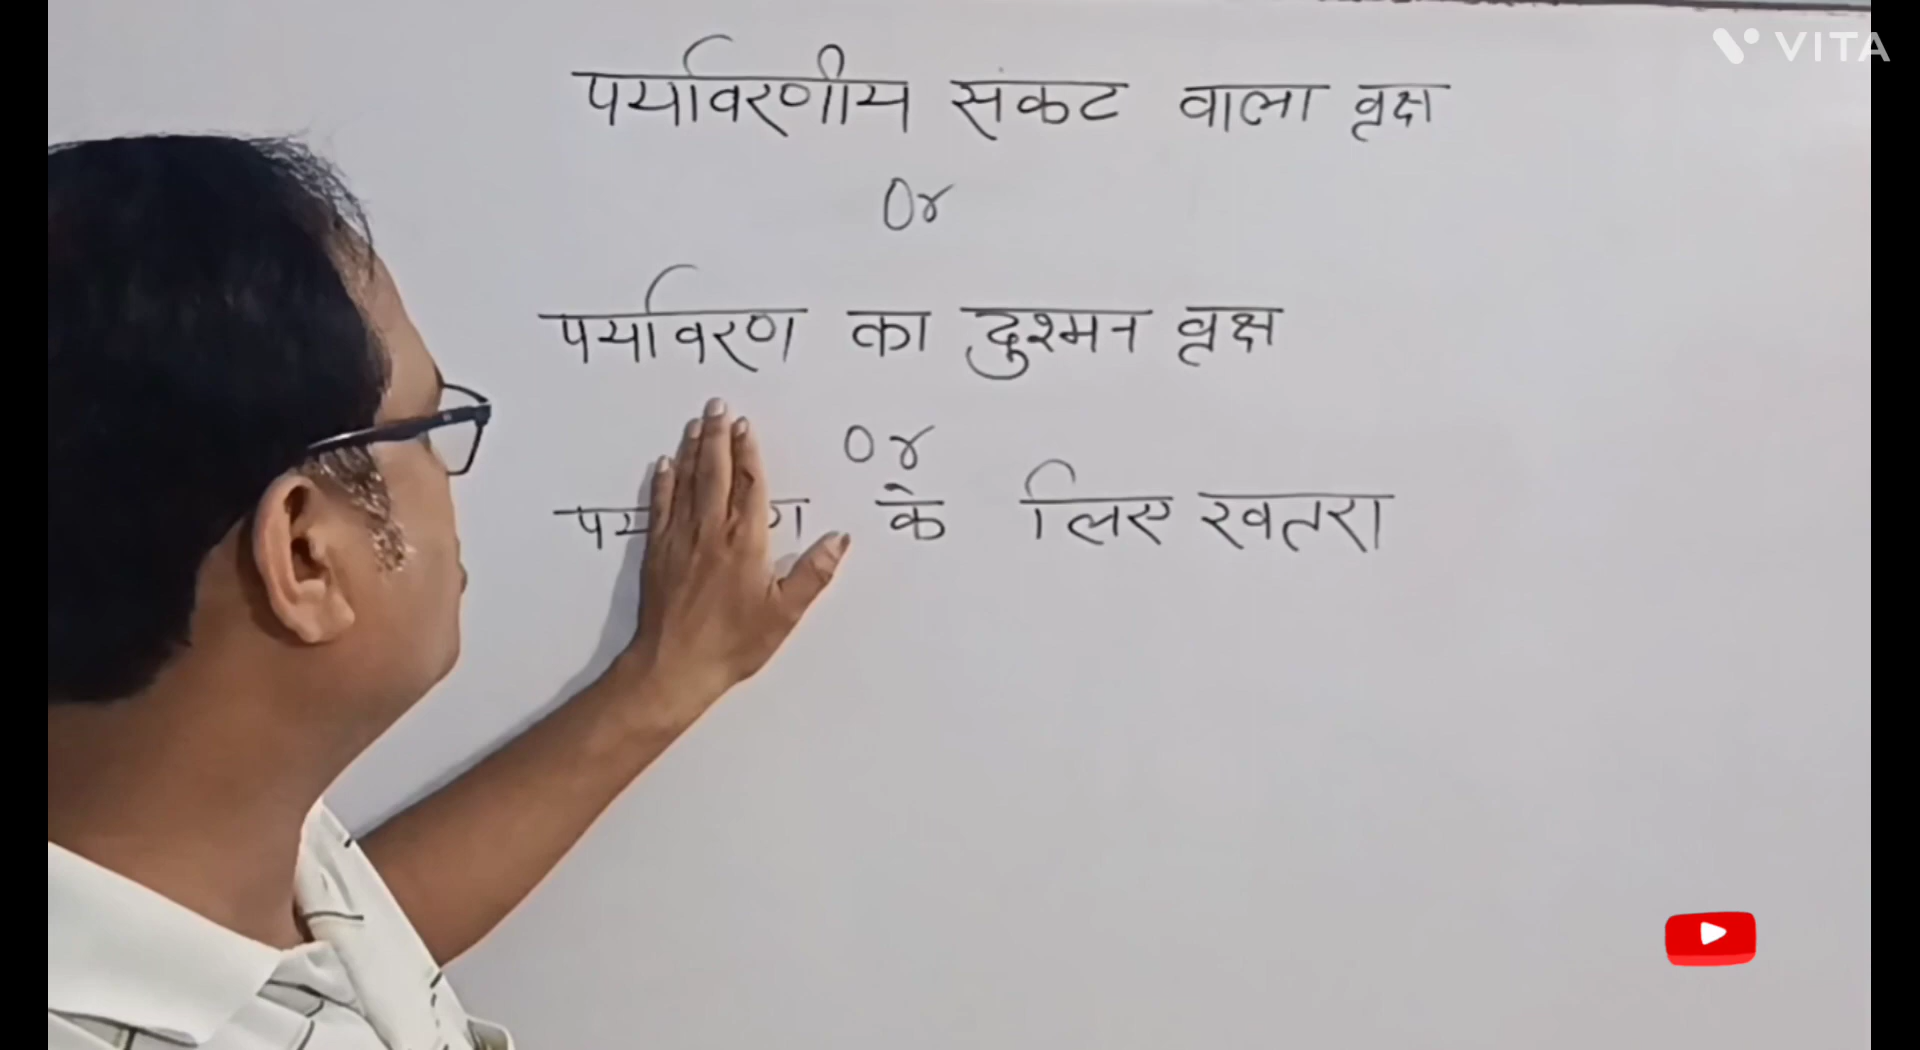 VITA
पर्यावरणीय संकट वाला वृक्ष
Or
पर्यावरण का दुश्मन वृक्ष
Or
के लिए खतरा